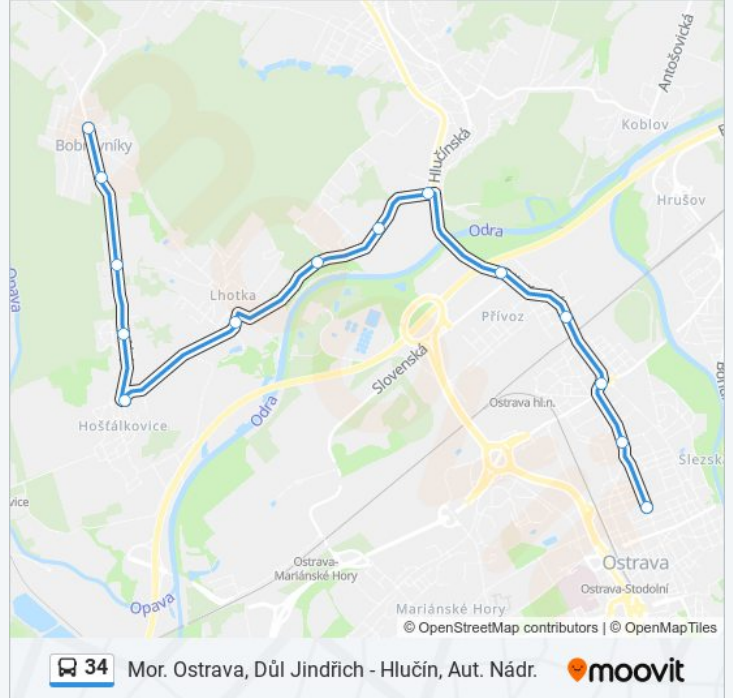 Antošovická
Koblov
Hlučínská
Bobrovníky
Hrušov
Odra
Opava
Lhotka
Přívoz
Slovenská
Ostrava hl.n.
Odra
Hošťálkovice
Slezská
vice
Ostrava-
Mariánské Hory
Ostrava
Ostrava-Stodolní
Opava
Mariánské Hory
© OpenStreetMap contributors | © OpenMapTiles
34 Mor. Ostrava, Důl Jindřich - Hlučín, Aut. Nádr. moovit